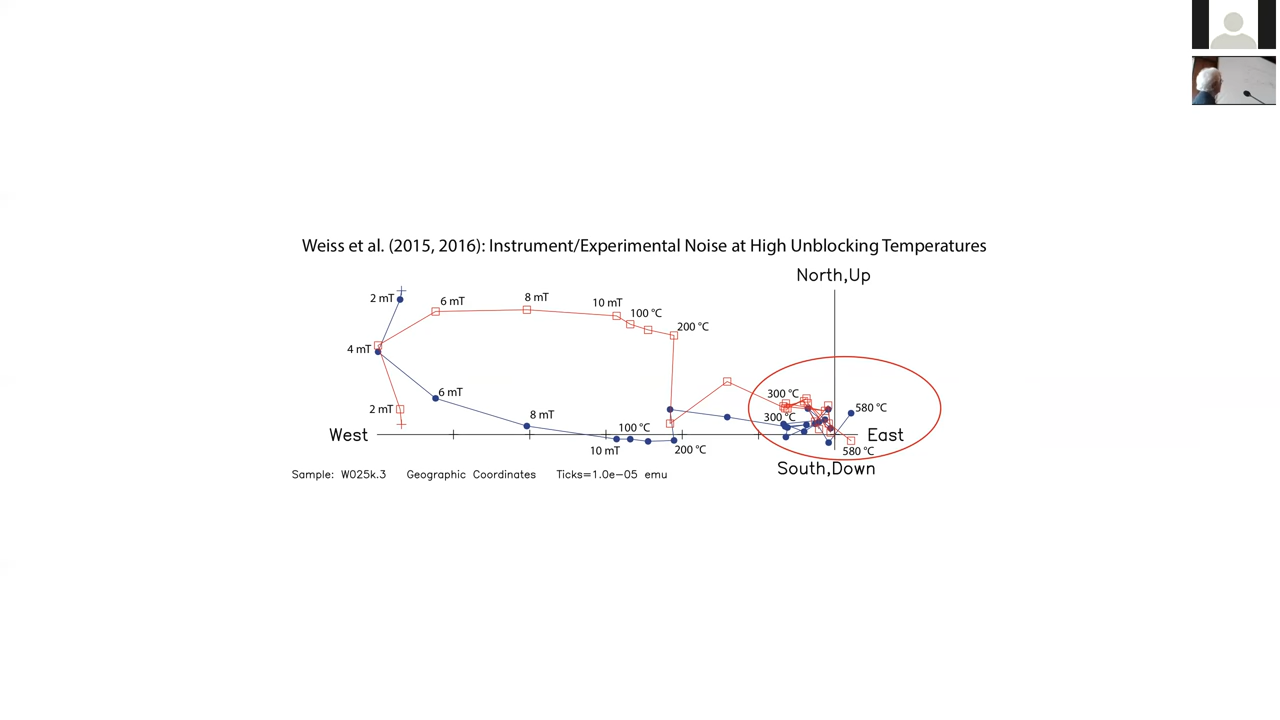 Weiss et al. (2015, 2016): Instrument/Experimental Noise at High Unblocking Temperatures
North,Up
2 mT
6 mT
8 mT
10 mT
100 °C
200 °C
4 mT
6 mT
300 °C
2 mT
8 mT
300 °C
580 °C
100 °C
West
East
10 mT
200 °C
580 °C
South,Down
Sample: W025k.3 Geographic Coordinates Ticks=1.0e-05 emu